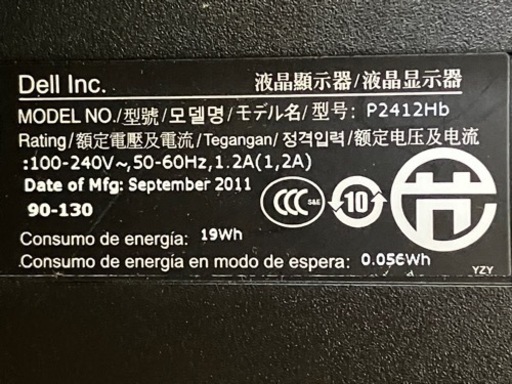 Dell Inc. 液晶顯示器/液晶显示器
MODEL NO./型號/모델명/モデル名/型号: P2412Hb
Rating/額定電壓及電流/Tegangan/정격입력/额定电压及电流
:100-240V~,50-60Hz,1.2A(1,2A)
Date of Mfg: September 2011
90-130
CCC S&E
10
Consumo de energía: 19Wh
Consumo de energía en modo de espera: 0.056Wh
YZY